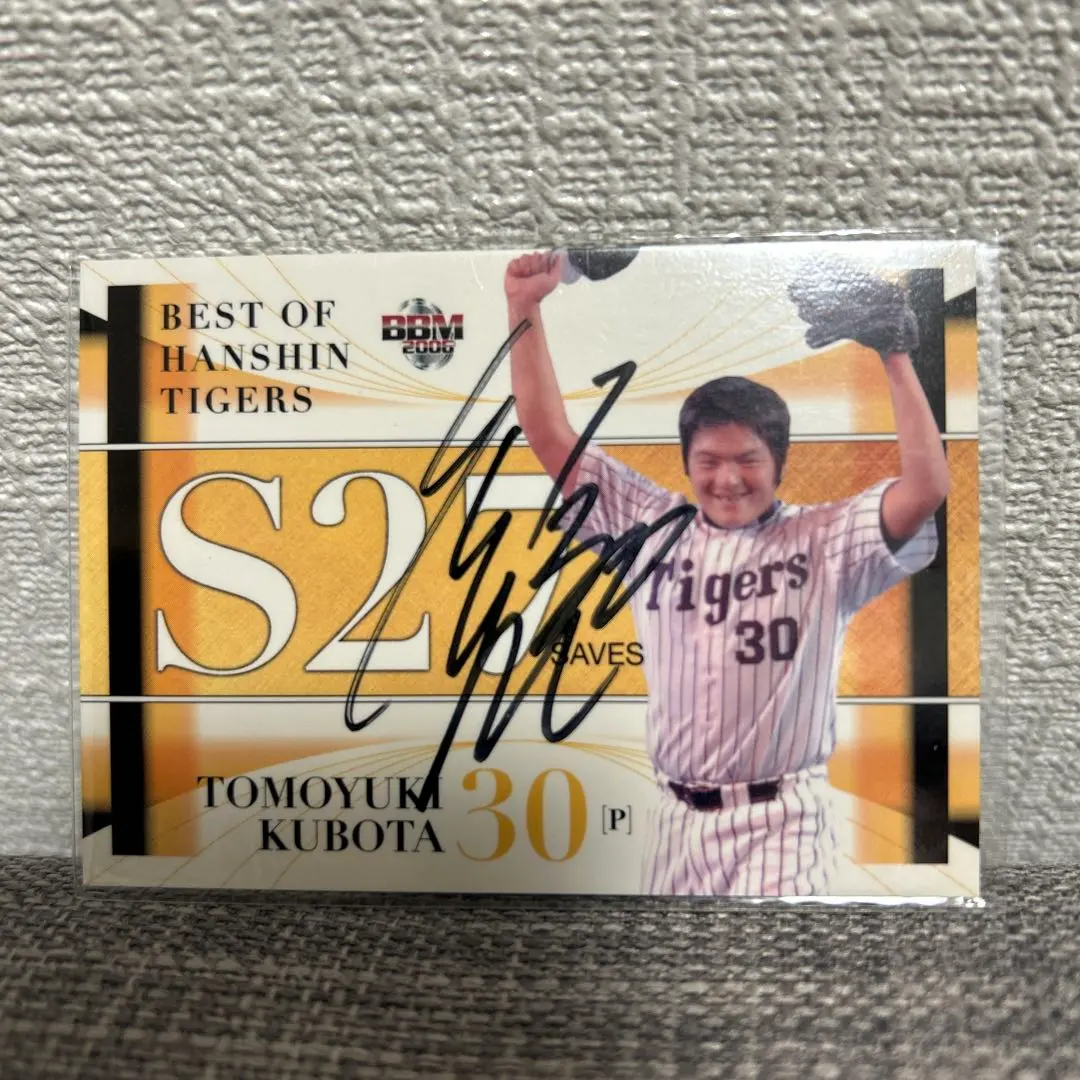 BEST OF
HANSHIN
TIGERS
BBM
2006
S27
SAVES
Tigers
30
TOMOYUKI
KUBOTA
30 [P]